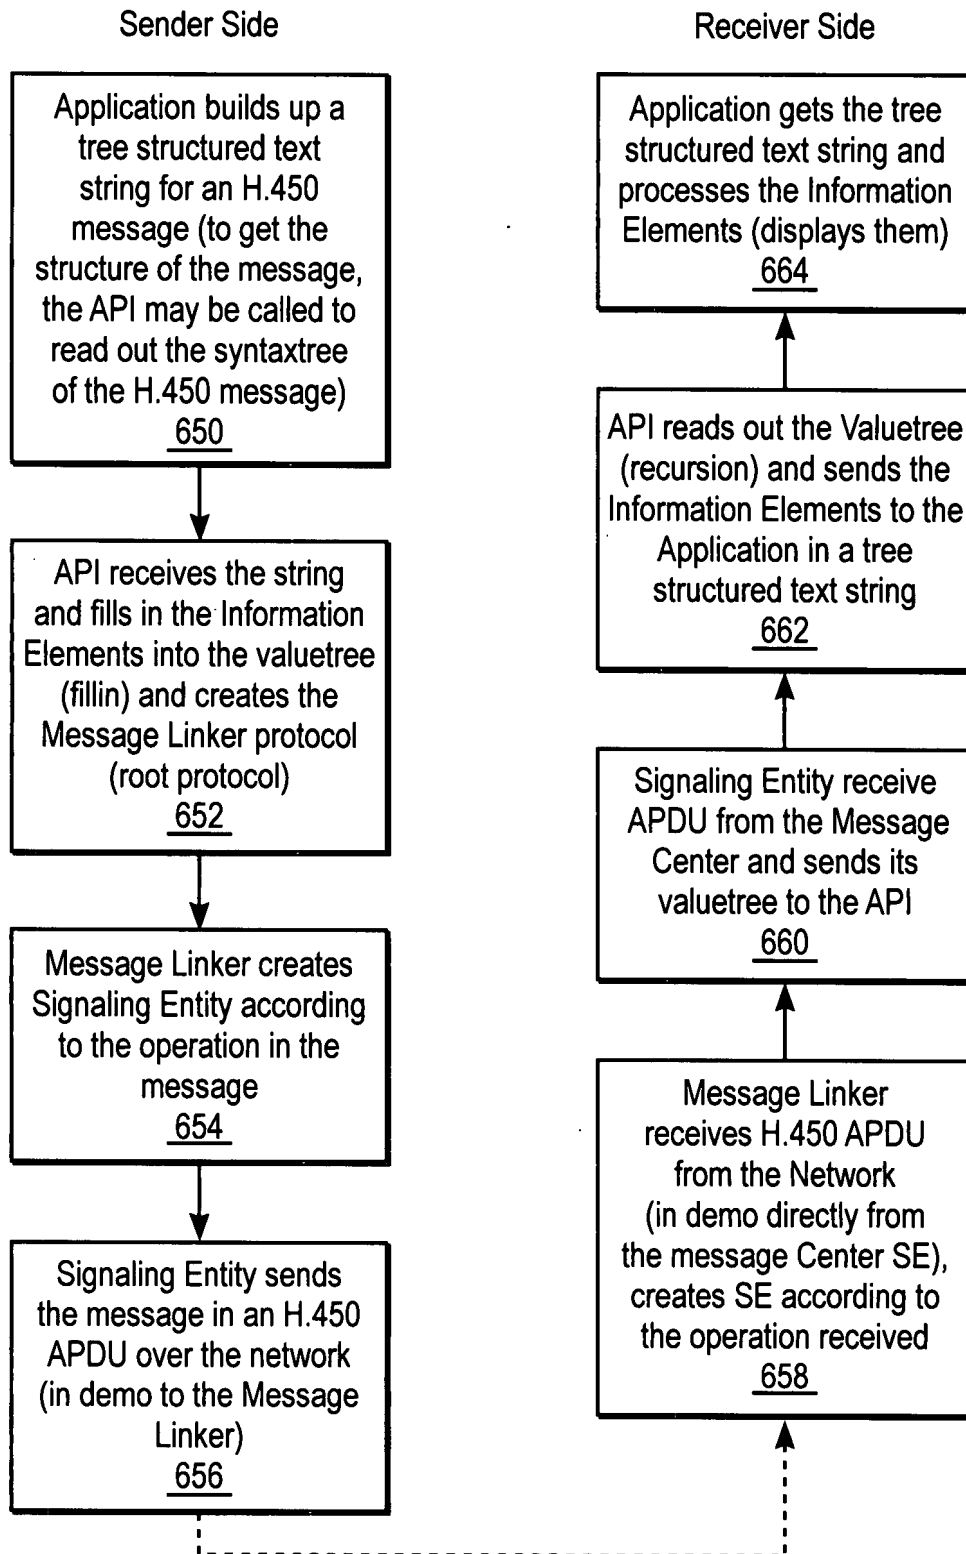 Sender Side
Application builds up a
tree structured text
string for an H.450
message (to get the
structure of the message,
the API may be called to
read out the syntaxtree
of the H.450 message)
650
API receives the string
and fills in the Information
Elements into the valuetree
(fillin) and creates the
Message Linker protocol
(root protocol)
652
Message Linker creates
Signaling Entity according
to the operation in the
message
654
Signaling Entity sends
the message in an H.450
APDU over the network
(in demo to the Message
Linker)
656
Receiver Side
Application gets the tree
structured text string and
processes the Information
Elements (displays them)
664
API reads out the Valuetree
(recursion) and sends the
Information Elements to the
Application in a tree
structured text string
662
Signaling Entity receive
APDU from the Message
Center and sends its
valuetree to the API
660
Message Linker
receives H.450 APDU
from the Network
(in demo directly from
the message Center SE),
creates SE according to
the operation received
658